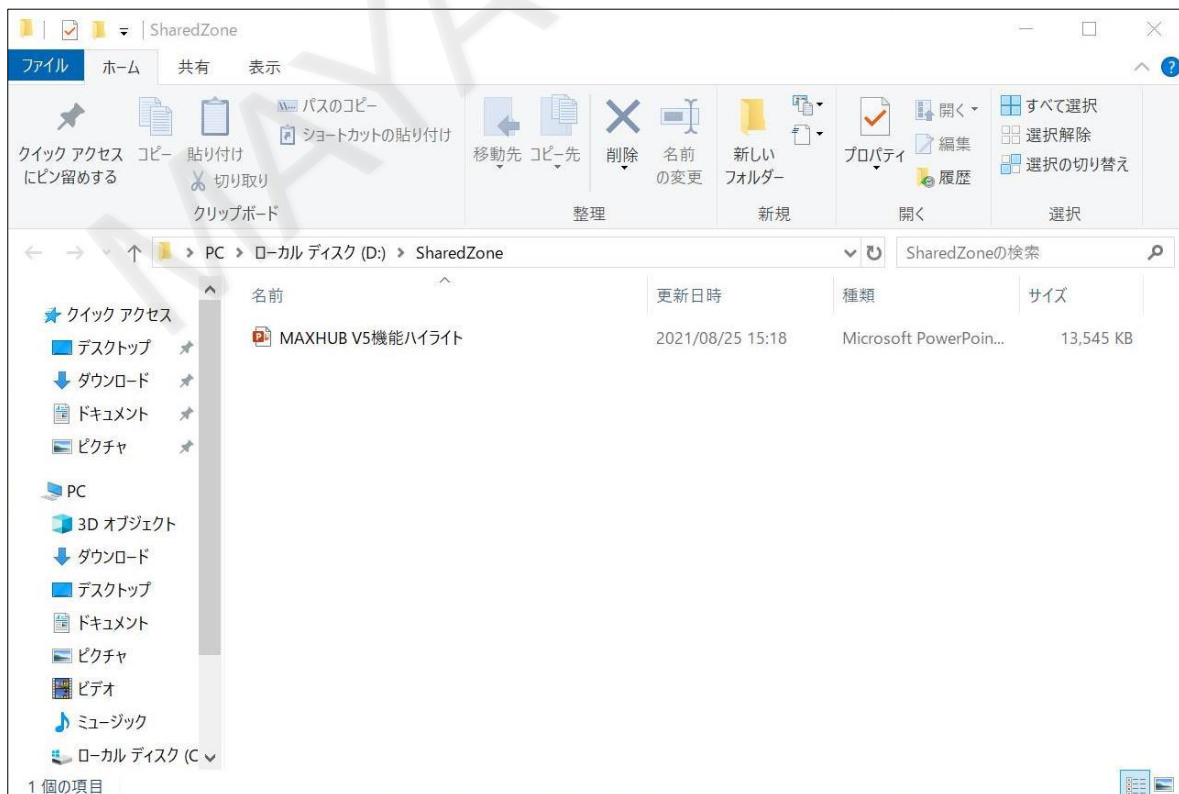 SharedZone
ファイル ホーム 共有 表示
クイック アクセス
にピン留めする
コピー
貼り付け
パスのコピー
ショートカットの貼り付け
切り取り
クリップボード
移動先
コピー先
削除
名前
の変更
整理
新しい
フォルダー
新規
プロパティ
開く
編集
履歴
開く
すべて選択
選択解除
選択の切り替え
選択
PC > ローカル ディスク (D:) > SharedZone
SharedZoneの検索
名前 更新日時 種類 サイズ
MAXHUB V5機能ハイライト 2021/08/25 15:18 Microsoft PowerPoin... 13,545 KB
クイック アクセス
デスクトップ
ダウンロード
ドキュメント
ピクチャ
PC
3D オブジェクト
ダウンロード
デスクトップ
ドキュメント
ピクチャ
ビデオ
ミュージック
ローカル ディスク (C
1 個の項目